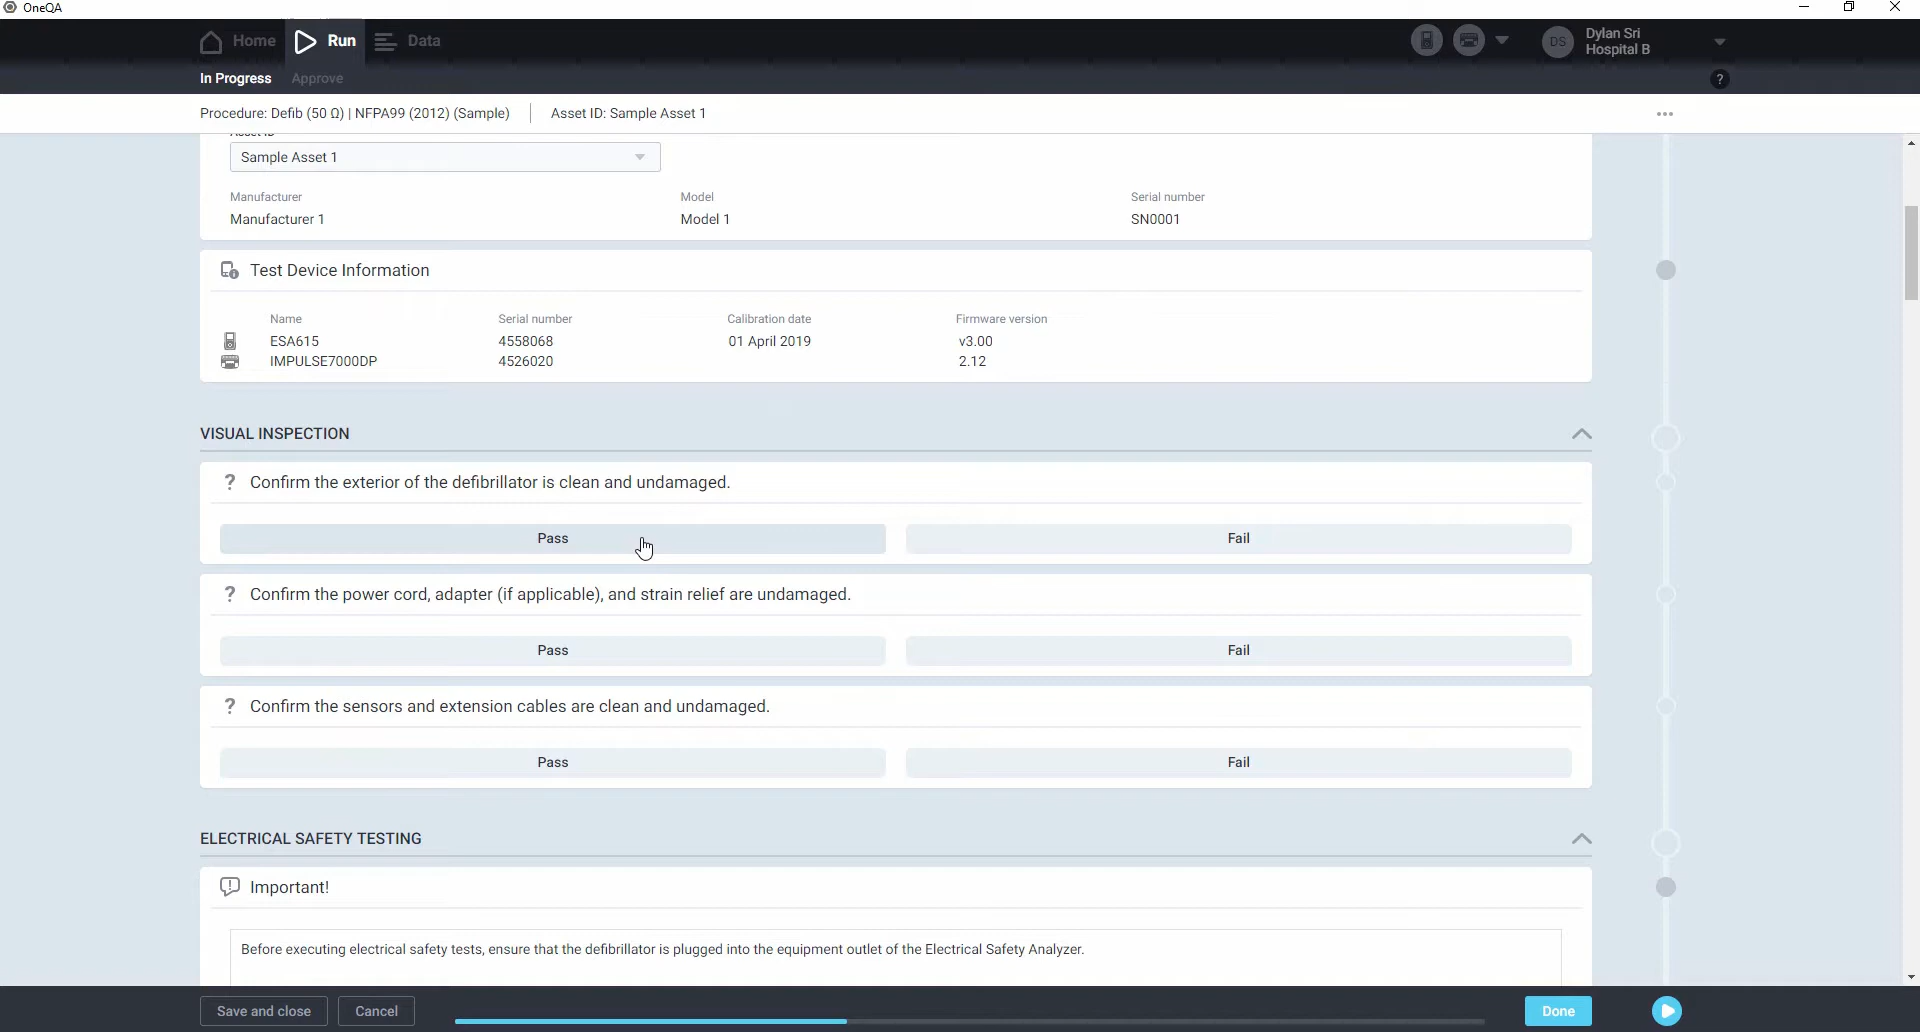 OneQA
Home
Run
Data
DS
Dylan Sri
Hospital B
In Progress
Approve
?
Procedure: Defib (50 Ω) | NFPA99 (2012) (Sample)
Asset ID: Sample Asset 1
Asset ID
Sample Asset 1
Manufacturer
Model
Serial number
Manufacturer 1
Model 1
SN0001
Test Device Information
Name
Serial number
Calibration date
Firmware version
ESA615
4558068
01 April 2019
v3.00
IMPULSE7000DP
4526020
2.12
VISUAL INSPECTION
? Confirm the exterior of the defibrillator is clean and undamaged.
Pass
Fail
? Confirm the power cord, adapter (if applicable), and strain relief are undamaged.
Pass
Fail
? Confirm the sensors and extension cables are clean and undamaged.
Pass
Fail
ELECTRICAL SAFETY TESTING
Important!
Before executing electrical safety tests, ensure that the defibrillator is plugged into the equipment outlet of the Electrical Safety Analyzer.
Save and close
Cancel
Done